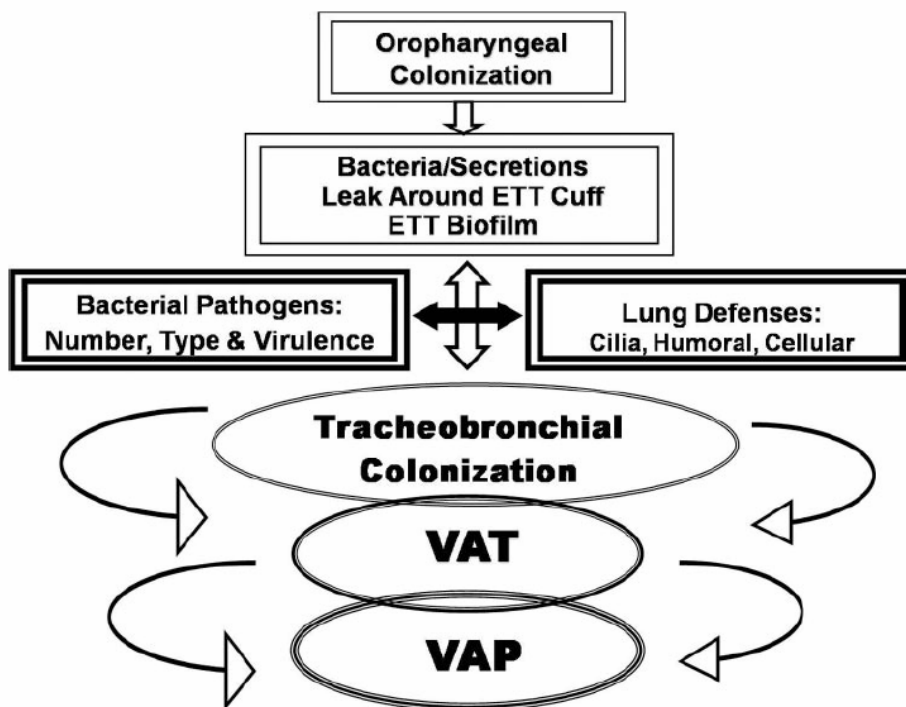 Oropharyngeal
Colonization
Bacteria/Secretions
Leak Around ETT Cuff
ETT Biofilm
Bacterial Pathogens:
Number, Type & Virulence
Lung Defenses:
Cilia, Humoral, Cellular
Tracheobronchial
Colonization
VAT
VAP